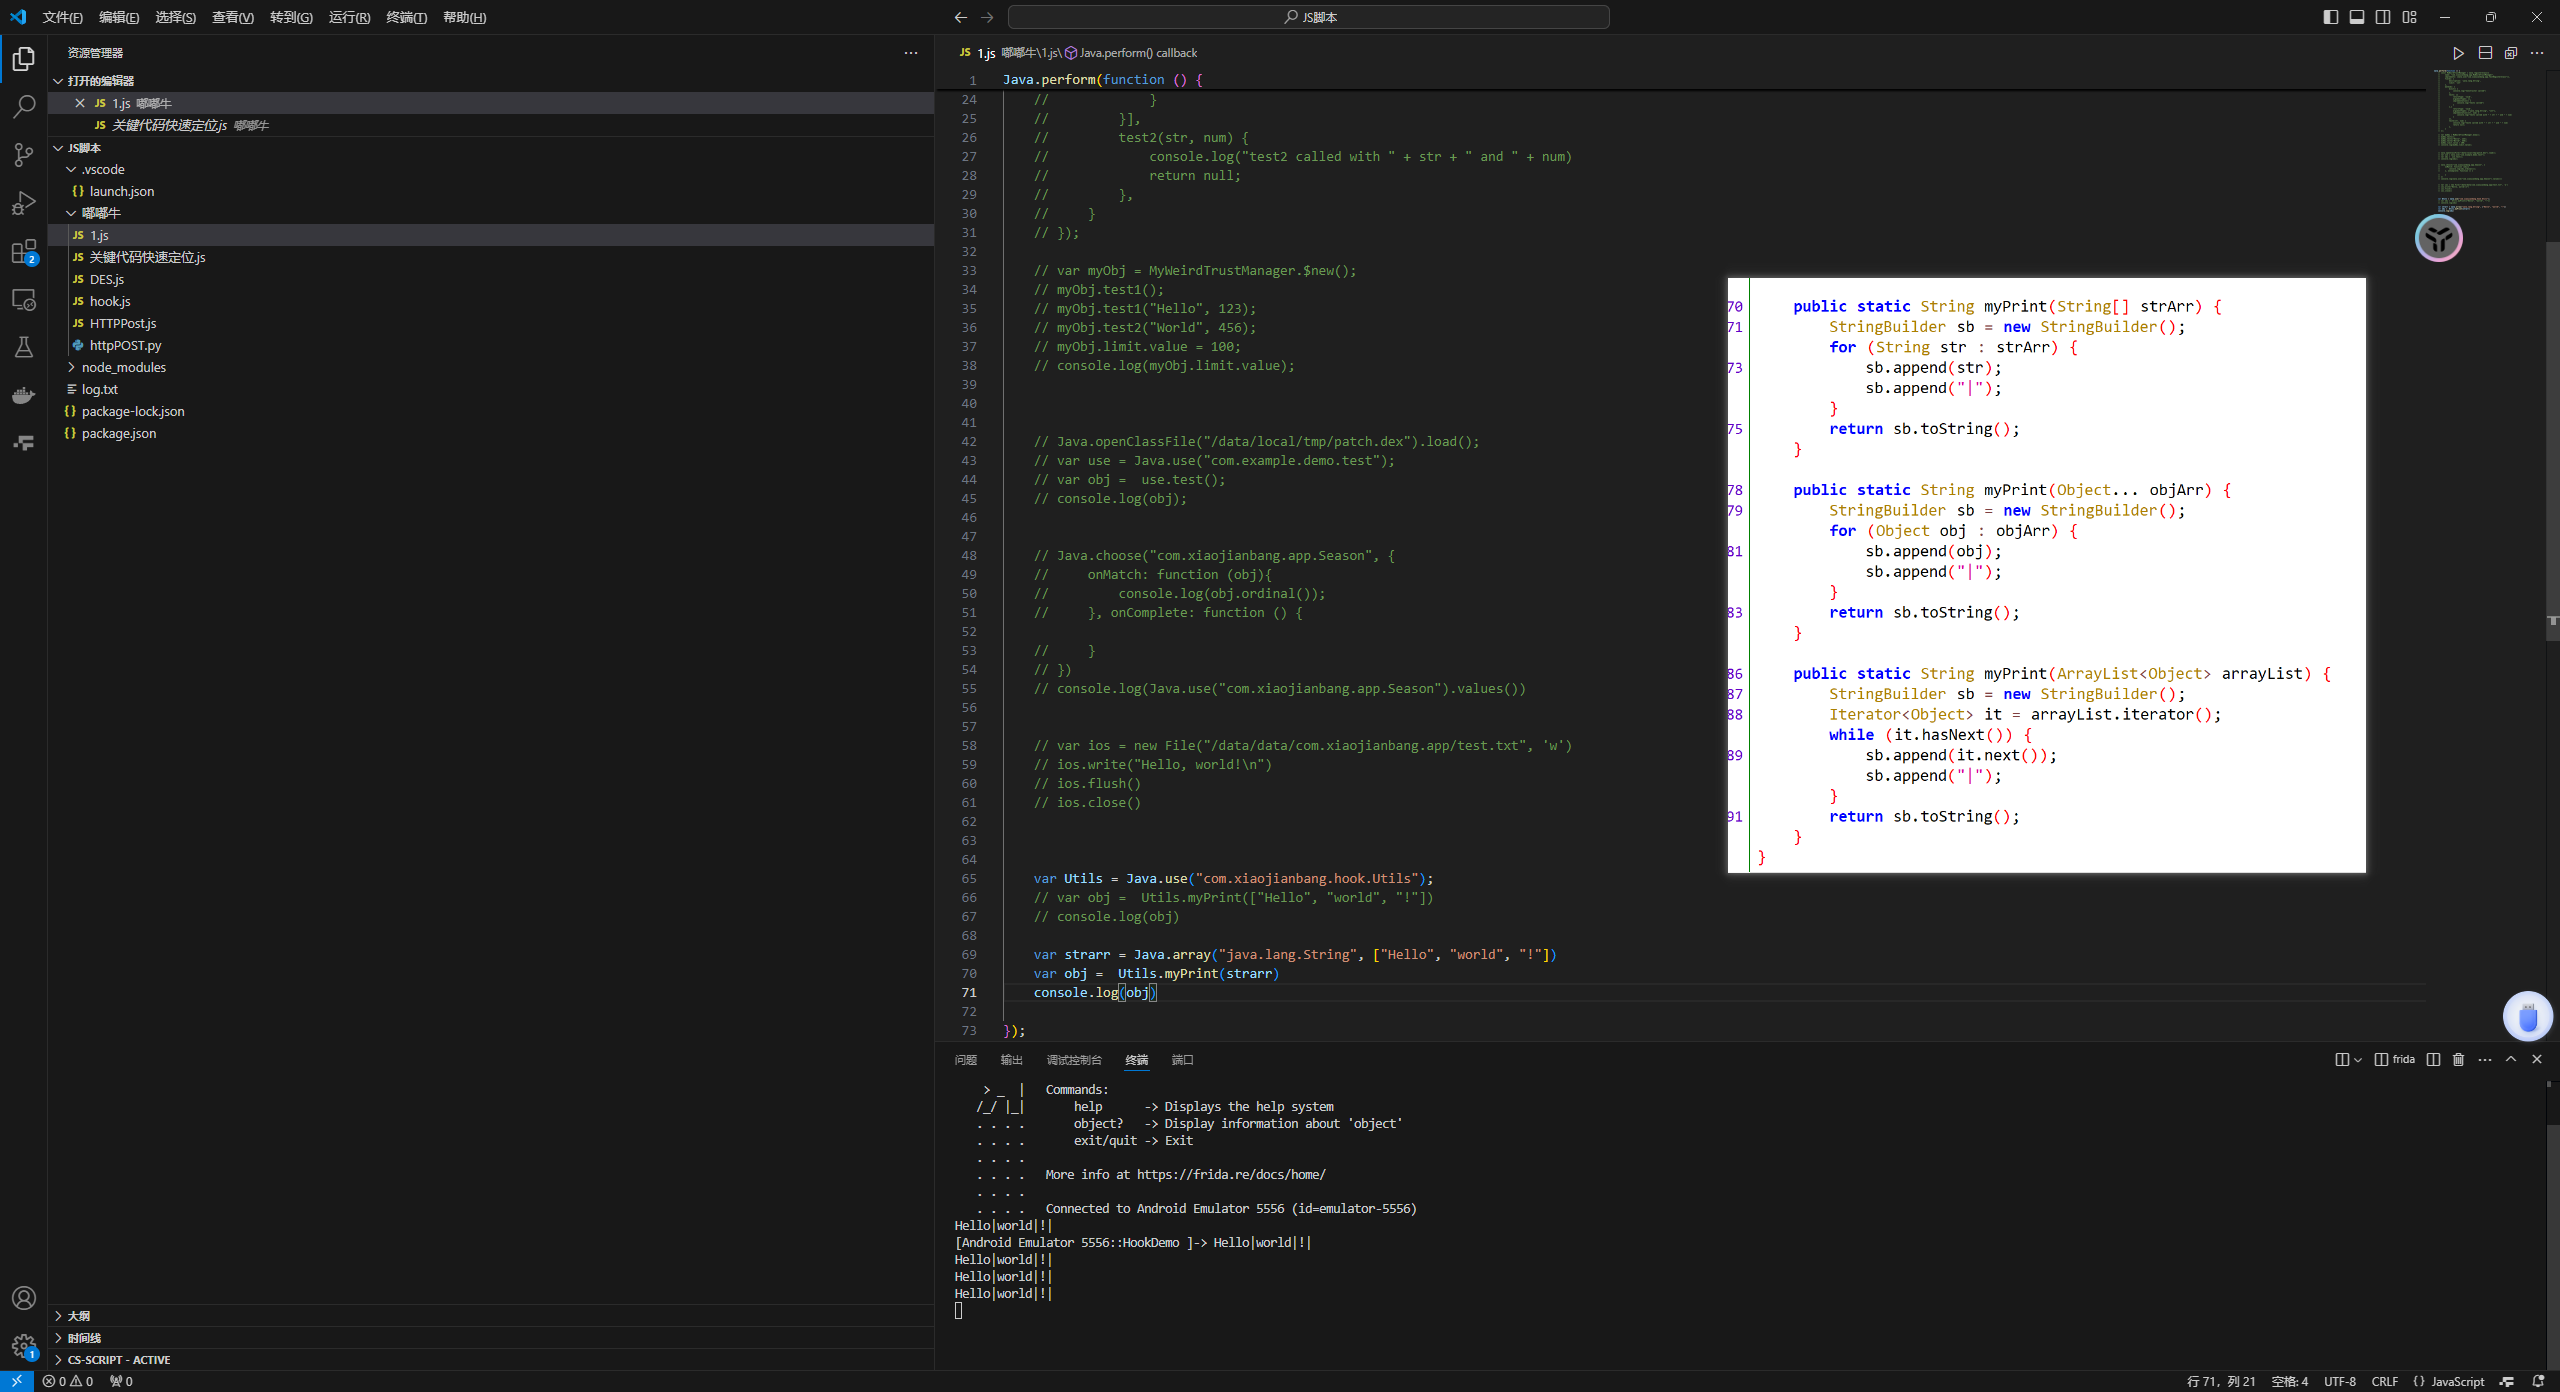 文件(F) 编辑(E) 选择(S) 查看(V) 转到(G) 运行(R) 终端(T) 帮助(H)
JS脚本
资源管理器
打开的编辑器
JS 1.js 嘟嘟牛
JS 关键代码快速定位.js 嘟嘟牛
JS脚本
.vscode
{} launch.json
嘟嘟牛
JS 1.js
JS 关键代码快速定位.js
JS DES.js
JS hook.js
JS HTTPPost.js
httpPOST.py
node_modules
log.txt
{} package-lock.json
{} package.json
大纲
时间线
CS-SCRIPT - ACTIVE
2
1
JS 1.js 嘟嘟牛\1.js\ Java.perform() callback
1 Java.perform(function () {
24 // }
25 // }],
26 // test2(str, num) {
27 // console.log("test2 called with " + str + " and " + num)
28 // return null;
29 // },
30 // }
31 // });
32
33 // var myObj = MyWeirdTrustManager.$new();
34 // myObj.test1();
35 // myObj.test1("Hello", 123);
36 // myObj.test2("World", 456);
37 // myObj.limit.value = 100;
38 // console.log(myObj.limit.value);
39
40
41
42 // Java.openClassFile("/data/local/tmp/patch.dex").load();
43 // var use = Java.use("com.example.demo.test");
44 // var obj =  use.test();
45 // console.log(obj);
46
47
48 // Java.choose("com.xiaojianbang.app.Season", {
49 // onMatch: function (obj){
50 // console.log(obj.ordinal());
51 // }, onComplete: function () {
52
53 // }
54 // })
55 // console.log(Java.use("com.xiaojianbang.app.Season").values())
56
57
58 // var ios = new File("/data/data/com.xiaojianbang.app/test.txt", 'w')
59 // ios.write("Hello, world!\n")
60 // ios.flush()
61 // ios.close()
62
63
64
65 var Utils = Java.use("com.xiaojianbang.hook.Utils");
66 // var obj =  Utils.myPrint(["Hello", "world", "!"])
67 // console.log(obj)
68
69 var strarr = Java.array("java.lang.String", ["Hello", "world", "!"])
70 var obj =  Utils.myPrint(strarr)
71 console.log(obj)
72
73 });
70 public static String myPrint(String[] strArr) {
71 StringBuilder sb = new StringBuilder();
for (String str : strArr) {
73 sb.append(str);
sb.append("|");
}
75 return sb.toString();
}
78 public static String myPrint(Object... objArr) {
79 StringBuilder sb = new StringBuilder();
for (Object obj : objArr) {
81 sb.append(obj);
sb.append("|");
}
83 return sb.toString();
}
86 public static String myPrint(ArrayList<Object> arrayList) {
87 StringBuilder sb = new StringBuilder();
88 Iterator<Object> it = arrayList.iterator();
while (it.hasNext()) {
89 sb.append(it.next());
sb.append("|");
}
91 return sb.toString();
}
}
问题 输出 调试控制台 终端 端口
frida
> _ | Commands:
/_/ |_| help -> Displays the help system
. . . . object? -> Display information about 'object'
. . . . exit/quit -> Exit
. . . .
. . . . More info at https://frida.re/docs/home/
. . . .
. . . . Connected to Android Emulator 5556 (id=emulator-5556)
Hello|world|!|
[Android Emulator 5556::HookDemo ]-> Hello|world|!|
Hello|world|!|
Hello|world|!|
Hello|world|!|
0 0 0
行 71，列 21 空格: 4 UTF-8 CRLF {} JavaScript